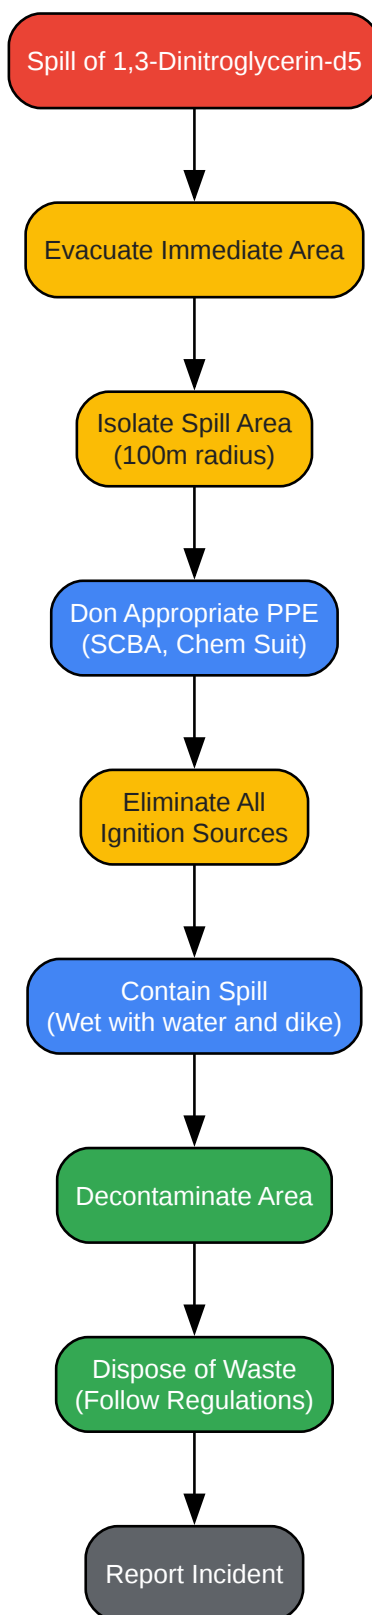 Spill of 1,3-Dinitroglycerin-d5
Evacuate Immediate Area
Isolate Spill Area
(100m radius)
Don Appropriate PPE
(SCBA, Chem Suit)
Eliminate All
Ignition Sources
Contain Spill
(Wet with water and dike)
Decontaminate Area
Dispose of Waste
(Follow Regulations)
Report Incident